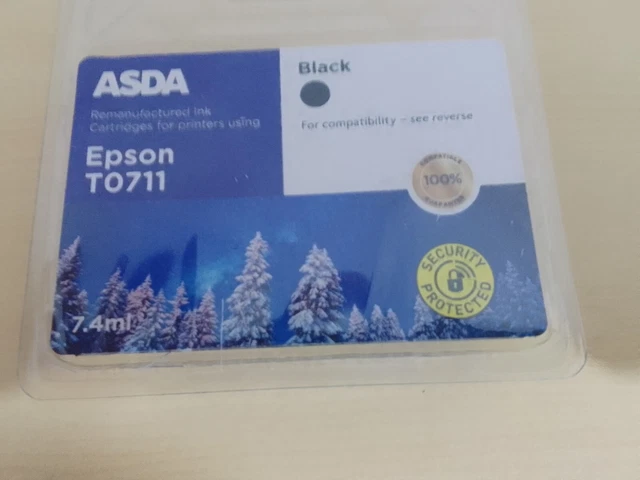 ASDA
Remanufactured Ink
Cartridges for printers using
Epson
T0711
Black
For compatibility – see reverse
100%
SECURITY
PROTECTED
7.4ml